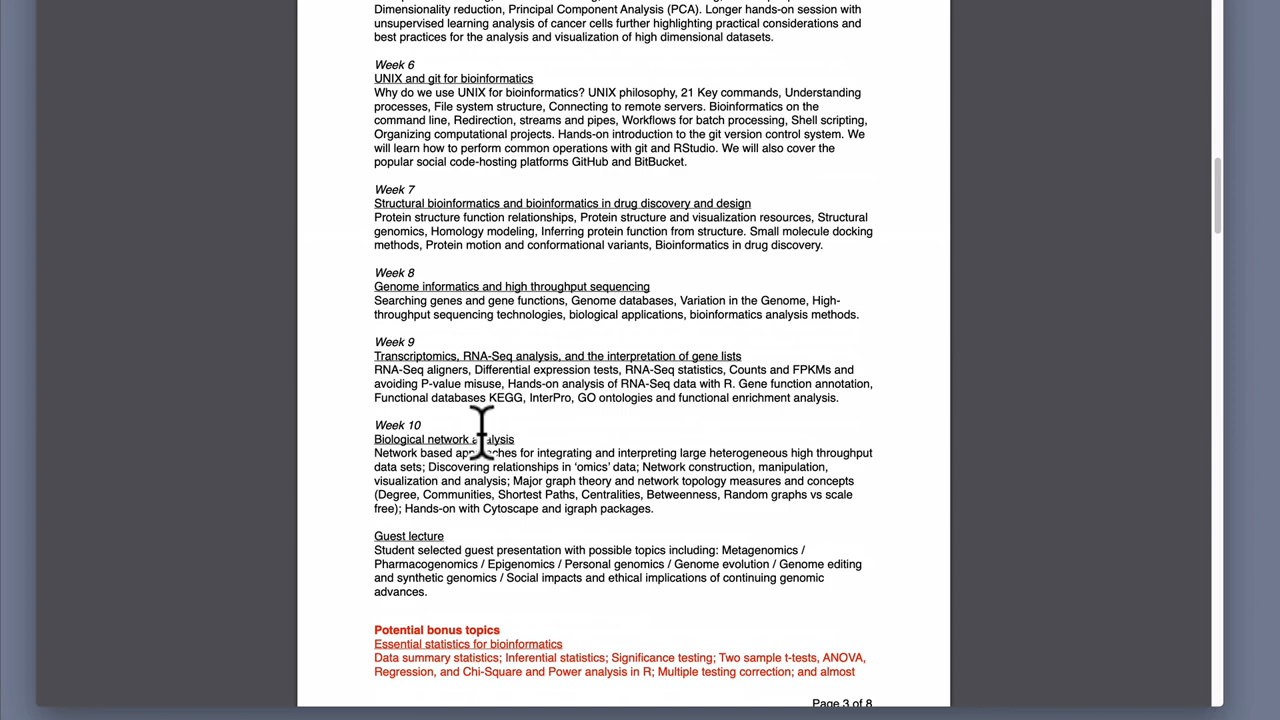 Dimensionality reduction, Principal Component Analysis (PCA). Longer hands-on session with
unsupervised learning analysis of cancer cells further highlighting practical considerations and
best practices for the analysis and visualization of high dimensional datasets.
Week 6
UNIX and git for bioinformatics
Why do we use UNIX for bioinformatics? UNIX philosophy, 21 Key commands, Understanding
processes, File system structure, Connecting to remote servers. Bioinformatics on the
command line, Redirection, streams and pipes, Workflows for batch processing, Shell scripting,
Organizing computational projects. Hands-on introduction to the git version control system. We
will learn how to perform common operations with git and RStudio. We will also cover the
popular social code-hosting platforms GitHub and BitBucket.
Week 7
Structural bioinformatics and bioinformatics in drug discovery and design
Protein structure function relationships, Protein structure and visualization resources, Structural
genomics, Homology modeling, Inferring protein function from structure. Small molecule docking
methods, Protein motion and conformational variants, Bioinformatics in drug discovery.
Week 8
Genome informatics and high throughput sequencing
Searching genes and gene functions, Genome databases, Variation in the Genome, High-
throughput sequencing technologies, biological applications, bioinformatics analysis methods.
Week 9
Transcriptomics, RNA-Seq analysis, and the interpretation of gene lists
RNA-Seq aligners, Differential expression tests, RNA-Seq statistics, Counts and FPKMs and
avoiding P-value misuse, Hands-on analysis of RNA-Seq data with R. Gene function annotation,
Functional databases KEGG, InterPro, GO ontologies and functional enrichment analysis.
Week 10
Biological network analysis
Network based approaches for integrating and interpreting large heterogeneous high throughput
data sets; Discovering relationships in ‘omics’ data; Network construction, manipulation,
visualization and analysis; Major graph theory and network topology measures and concepts
(Degree, Communities, Shortest Paths, Centralities, Betweenness, Random graphs vs scale
free); Hands-on with Cytoscape and igraph packages.
Guest lecture
Student selected guest presentation with possible topics including: Metagenomics /
Pharmacogenomics / Epigenomics / Personal genomics / Genome evolution / Genome editing
and synthetic genomics / Social impacts and ethical implications of continuing genomic
advances.
Potential bonus topics
Essential statistics for bioinformatics
Data summary statistics; Inferential statistics; Significance testing; Two sample t-tests, ANOVA,
Regression, and Chi-Square and Power analysis in R; Multiple testing correction; and almost
Page 3 of 8